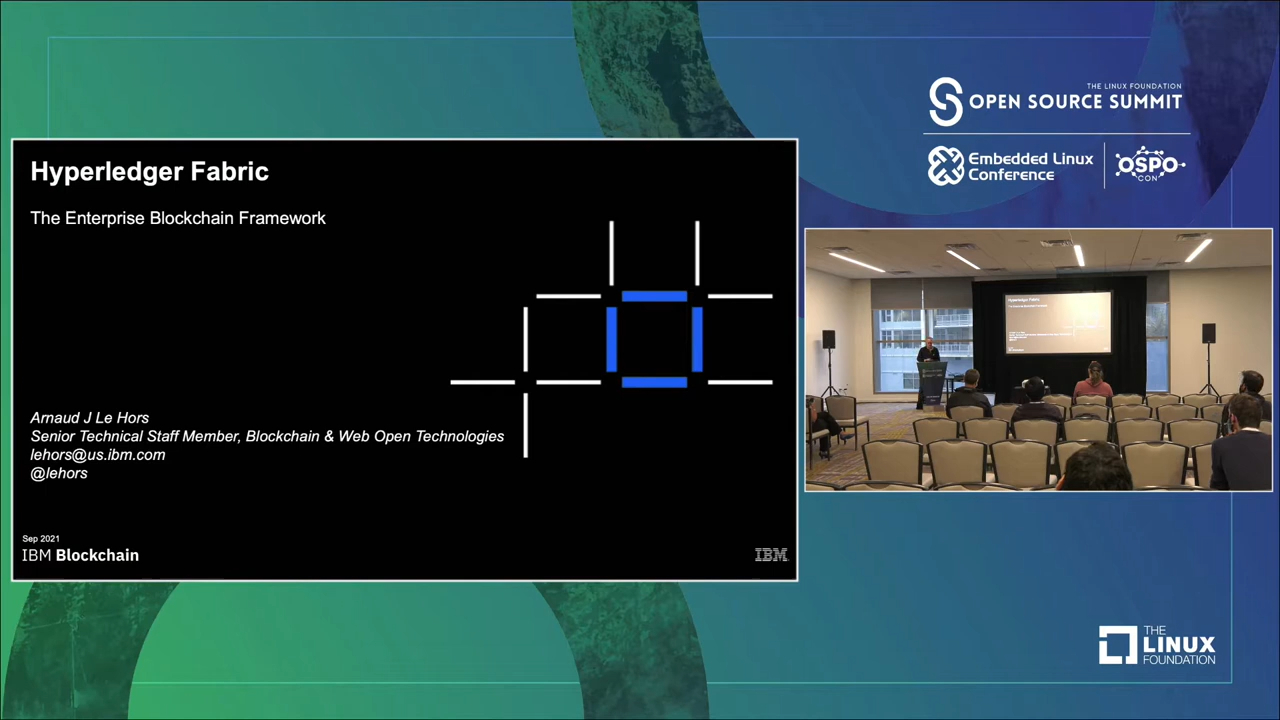 THE LINUX FOUNDATION
OPEN SOURCE SUMMIT
Embedded Linux
Conference
OSPO
CON
Hyperledger Fabric
The Enterprise Blockchain Framework
Arnaud J Le Hors
Senior Technical Staff Member, Blockchain & Web Open Technologies
lehors@us.ibm.com
@lehors
Sep 2021
IBM Blockchain
IBM
Hyperledger Fabric
THE
LINUX
FOUNDATION